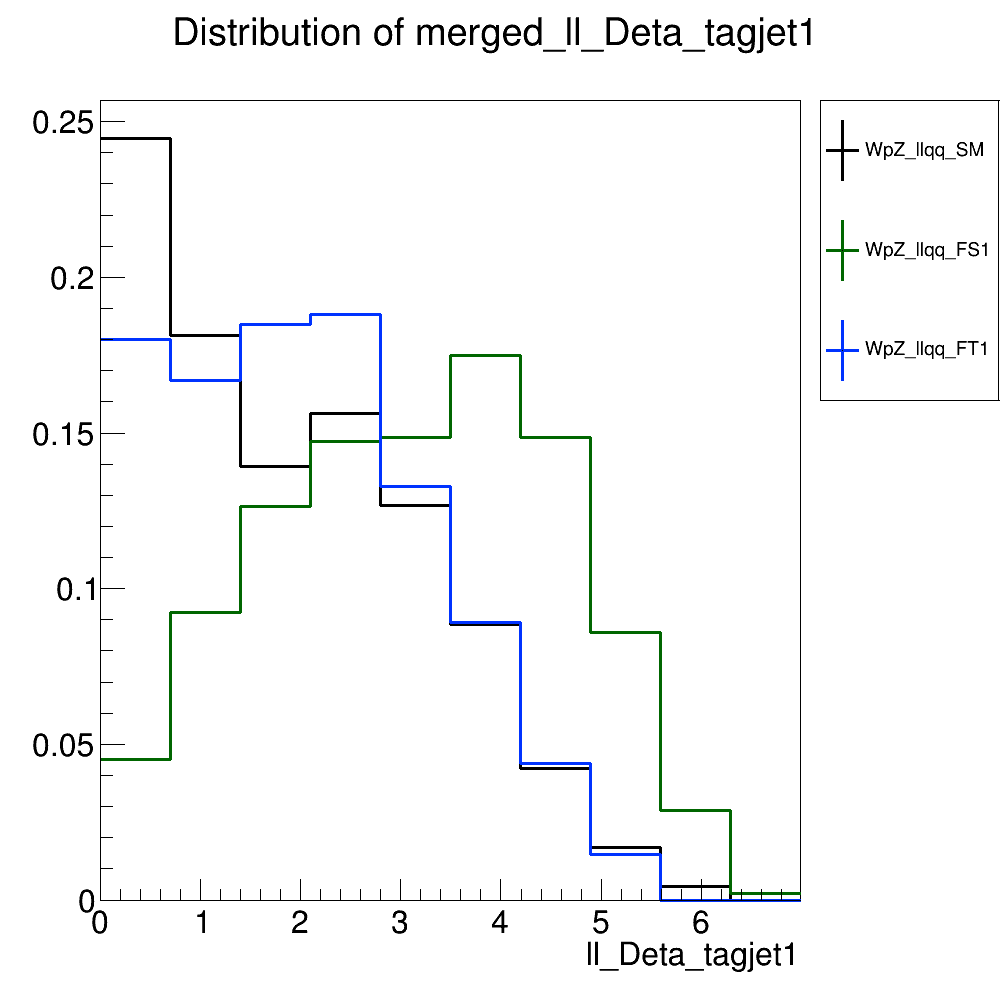 Distribution of merged_ll_Deta_tagjet1
0.25
0.2
0.15
0.1
0.05
0
0 1 2 3 4 5 6
ll_Deta_tagjet1
WpZ_llqq_SM
WpZ_llqq_FS1
WpZ_llqq_FT1